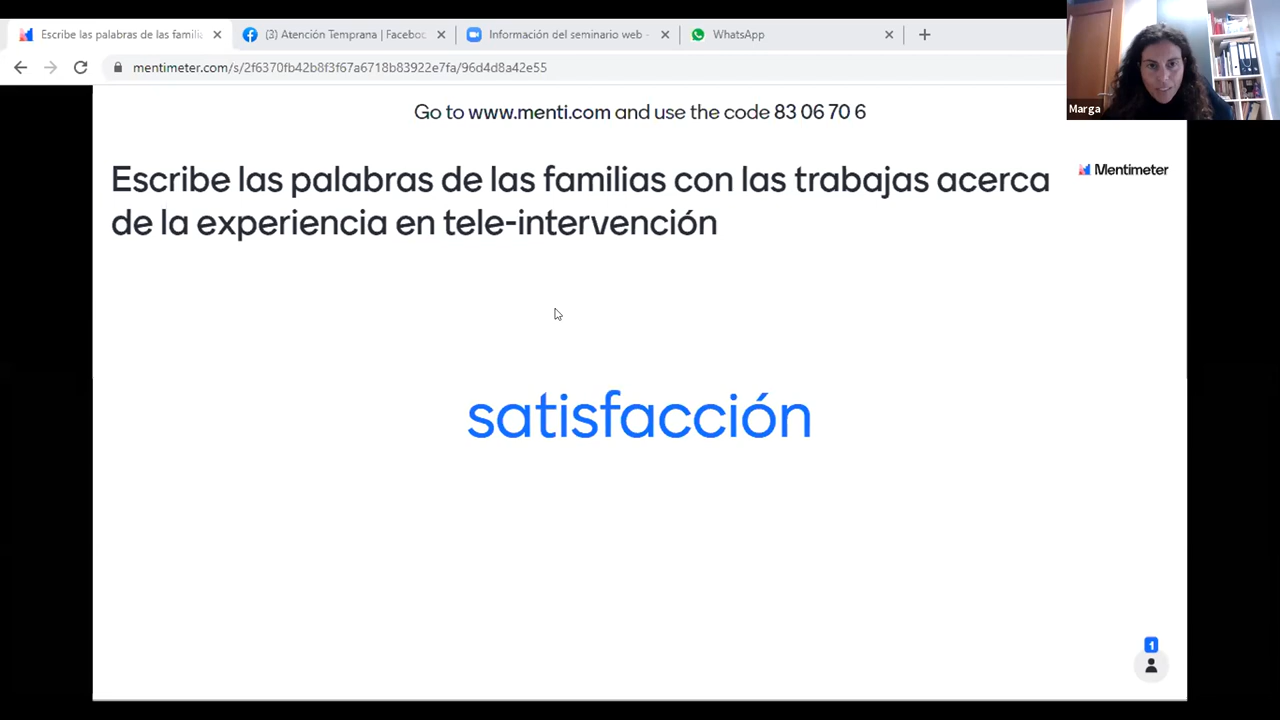 Escribe las palabras de las famili
(3) Atención Temprana | Faceboo
Información del seminario web -
WhatsApp
mentimeter.com/s/2f6370fb42b8f3f67a6718b83922e7fa/96d4d8a42e55
Marga
Go to www.menti.com and use the code 83 06 70 6
Mentimeter
Escribe las palabras de las familias con las trabajas acerca
de la experiencia en tele-intervención
satisfacción
1